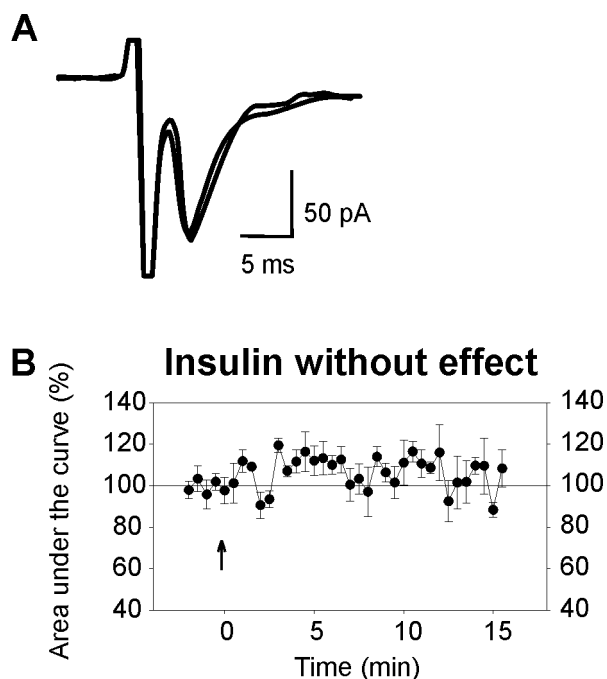 A
50 pA
5 ms
B
Insulin without effect
Area under the curve (%)
140 140
120 120
100 100
80 80
60 60
40 40
0 5 10 15
Time (min)